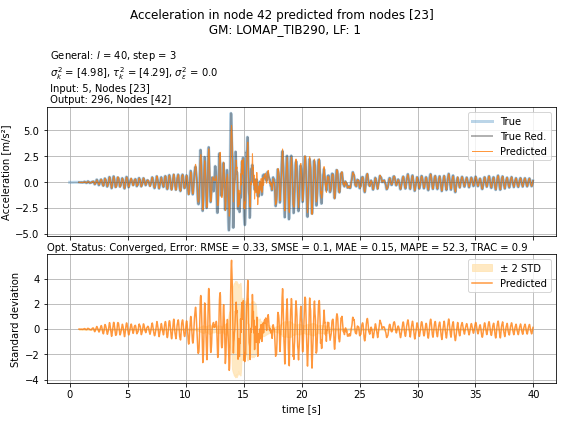 Acceleration in node 42 predicted from nodes [23]
GM: LOMAP_TIB290, LF: 1
General: l = 40, step = 3
σ²ₖ = [4.98], τ²ₖ = [4.29], σ²ε = 0.0
Input: 5, Nodes [23]
Output: 296, Nodes [42]
Acceleration [m/s²]
5.0
2.5
0.0
−2.5
−5.0
True
True Red.
Predicted
Opt. Status: Converged, Error: RMSE = 0.33, SMSE = 0.1, MAE = 0.15, MAPE = 52.3, TRAC = 0.9
Standard deviation
4
2
0
−2
−4
± 2 STD
Predicted
0 5 10 15 20 25 30 35 40
time [s]